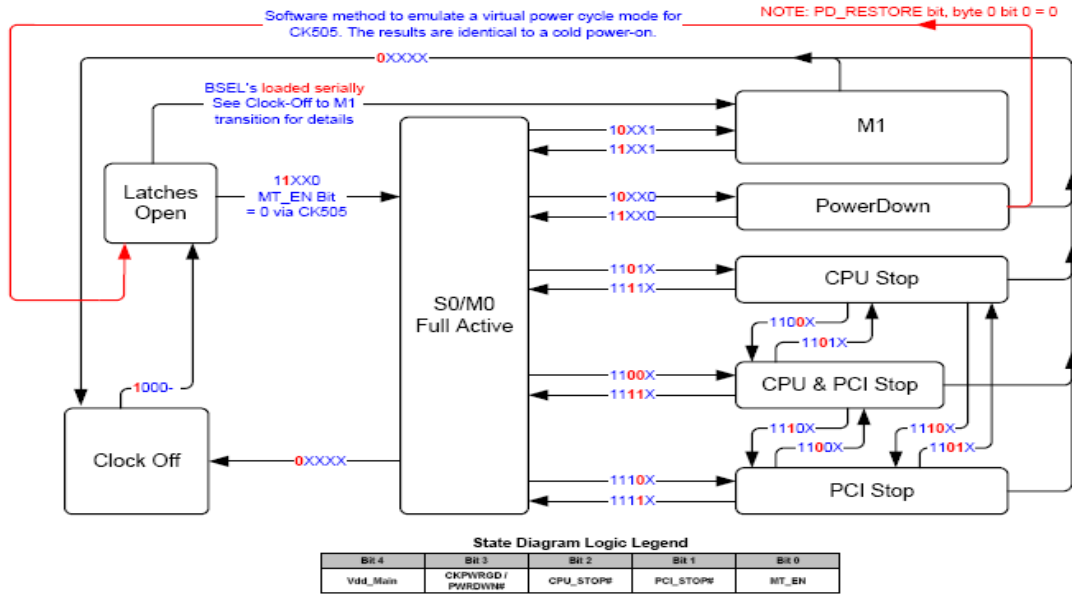 Software method to emulate a virtual power cycle mode for
CK505. The results are identical to a cold power-on.
NOTE: PD_RESTORE bit, byte 0 bit 0 = 0
0XXXX
BSEL's loaded serially
See Clock-Off to M1
transition for details
M1
10XX1
11XX1
Latches
Open
11XX0
MT_EN Bit
= 0 via CK505
10XX0
11XX0
PowerDown
S0/M0
Full Active
1101X
1111X
CPU Stop
1100X
1101X
1100X
1111X
CPU & PCI Stop
1000-
1110X
1100X
1110X
1101X
Clock Off
0XXXX
1110X
1111X
PCI Stop
State Diagram Logic Legend
Bit 4 Bit 3 Bit 2 Bit 1 Bit 0
Vdd_Main CKPWRGD / PWRDWN# CPU_STOP# PCI_STOP# MT_EN